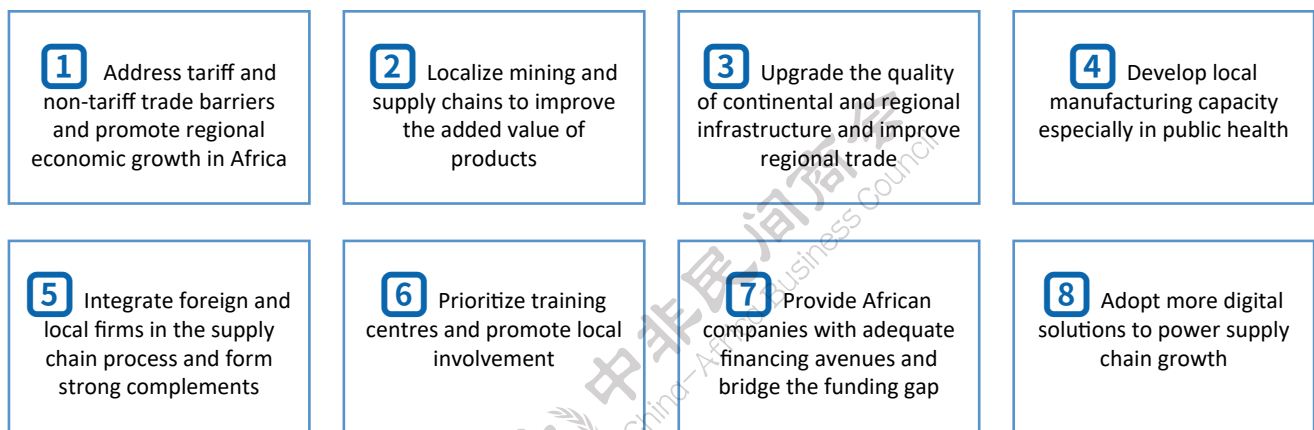 1 Address tariff and
non-tariff trade barriers
and promote regional
economic growth in Africa
2 Localize mining and
supply chains to improve
the added value of
products
3 Upgrade the quality
of continental and regional
infrastructure and improve
regional trade
4 Develop local
manufacturing capacity
especially in public health
5 Integrate foreign and
local firms in the supply
chain process and form
strong complements
6 Prioritize training
centres and promote local
involvement
7 Provide African
companies with adequate
financing avenues and
bridge the funding gap
8 Adopt more digital
solutions to power supply
chain growth
中非民间商会
China-Africa Business Council